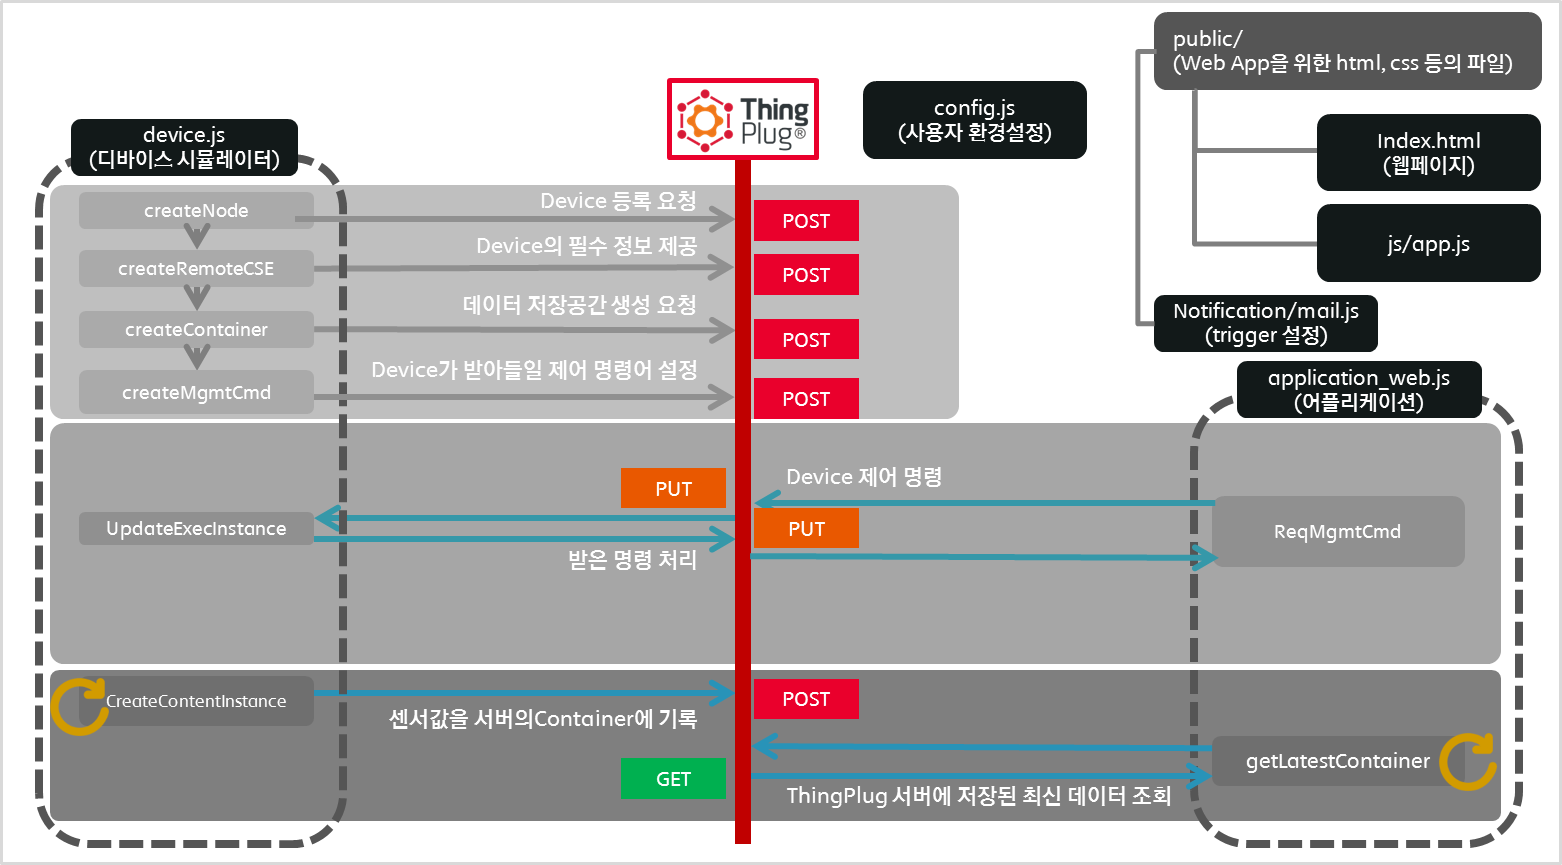 public/
(Web App을 위한 html, css 등의 파일)
Thing
Plug®
config.js
(사용자 환경설정)
device.js
(디바이스 시뮬레이터)
Index.html
(웹페이지)
createNode
Device 등록 요청
POST
js/app.js
createRemoteCSE
Device의 필수 정보 제공
POST
createContainer
데이터 저장공간 생성 요청
POST
Notification/mail.js
(trigger 설정)
createMgmtCmd
Device가 받아들일 제어 명령어 설정
POST
application_web.js
(어플리케이션)
PUT
Device 제어 명령
UpdateExecInstance
PUT
ReqMgmtCmd
받은 명령 처리
CreateContentInstance
POST
센서값을 서버의Container에 기록
GET
getLatestContainer
ThingPlug 서버에 저장된 최신 데이터 조회